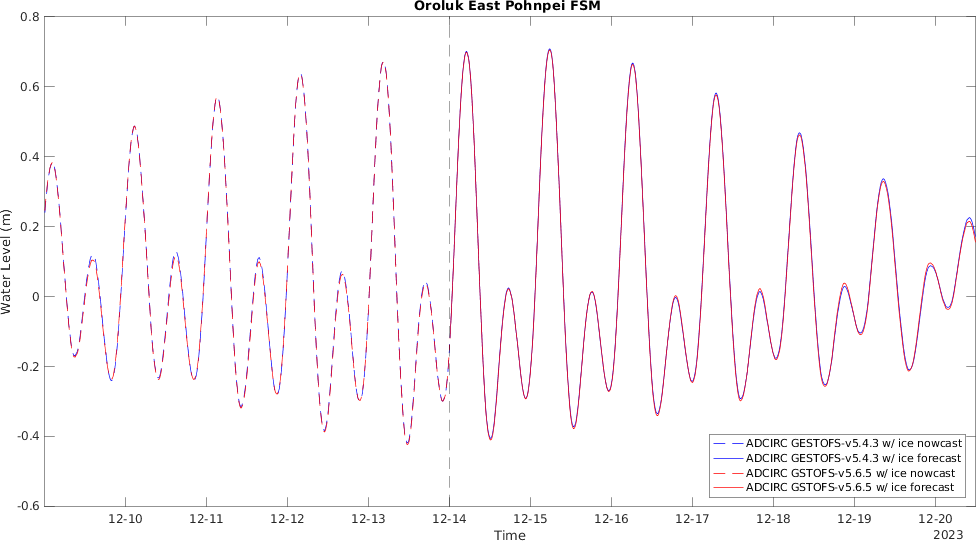 Oroluk East Pohnpei FSM
0.8
0.6
0.4
0.2
0
-0.2
-0.4
-0.6
Water Level (m)
ADCIRC GESTOFS-v5.4.3 w/ ice nowcast
ADCIRC GESTOFS-v5.4.3 w/ ice forecast
ADCIRC GSTOFS-v5.6.5 w/ ice nowcast
ADCIRC GSTOFS-v5.6.5 w/ ice forecast
12-10 12-11 12-12 12-13 12-14 12-15 12-16 12-17 12-18 12-19 12-20
2023
Time